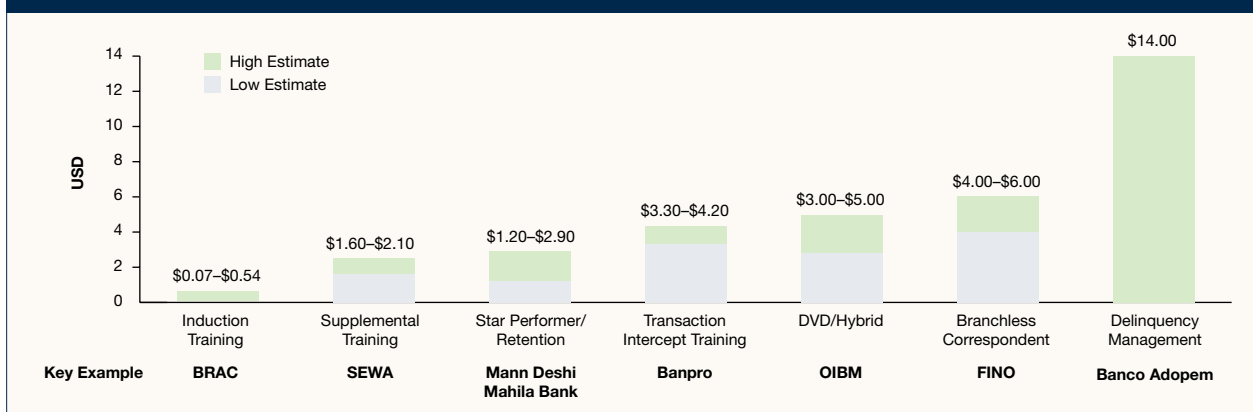 High Estimate
Low Estimate
USD
14
12
10
8
6
4
2
0
$0.07–$0.54
$1.60–$2.10
$1.20–$2.90
$3.30–$4.20
$3.00–$5.00
$4.00–$6.00
$14.00
Induction
Training
Supplemental
Training
Star Performer/
Retention
Transaction
Intercept Training
DVD/Hybrid
Branchless
Correspondent
Delinquency
Management
Key Example
BRAC
SEWA
Mann Deshi
Mahila Bank
Banpro
OIBM
FINO
Banco Adopem